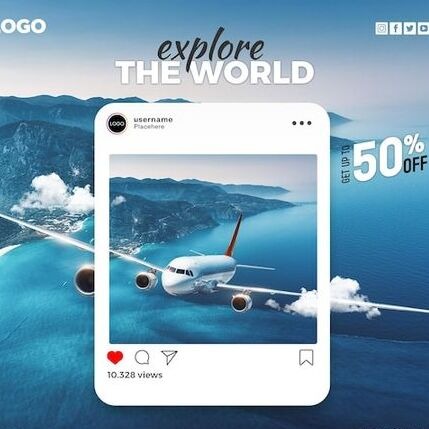 LOGO
explore
THE WORLD
LOGO
username
Placehere
GET UP TO
50%
OFF
10.328 views